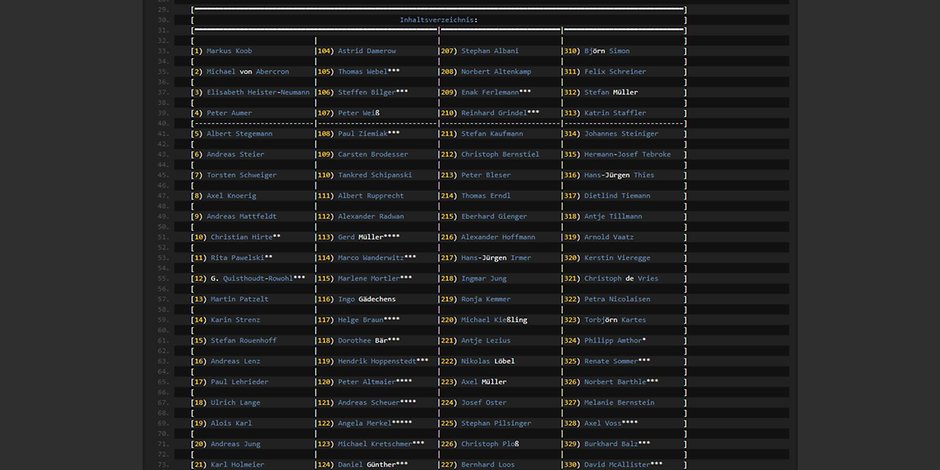 29. [═══════════════]
30. [ Inhaltsverzeichnis: ]
31. [═══════════════]
32. [ | ]
33. [1) Markus Koob |104) Astrid Damerow |207) Stephan Albani |310) Björn Simon ]
34. [ | | | ]
35. [2) Michael von Abercron |105) Thomas Webel*** |208) Norbert Altenkamp |311) Felix Schreiner ]
36. [ | | | ]
37. [3) Elisabeth Heister-Neumann |106) Steffen Bilger*** |209) Enak Ferlemann*** |312) Stefan Müller ]
38. [ | | | ]
39. [4) Peter Aumer |107) Peter Weiß |210) Reinhard Grindel*** |313) Katrin Staffler ]
40. [---------------|---------------|---------------|---------------]
41. [5) Albert Stegemann |108) Paul Ziemiak*** |211) Stefan Kaufmann |314) Johannes Steiniger ]
42. [ | | | ]
43. [6) Andreas Steier |109) Carsten Brodesser |212) Christoph Bernstiel |315) Hermann-Josef Tebroke ]
44. [ | | | ]
45. [7) Torsten Schweiger |110) Tankred Schipanski |213) Peter Bleser |316) Hans-Jürgen Thies ]
46. [ | | | ]
47. [8) Axel Knoerig |111) Albert Rupprecht |214) Thomas Erndl |317) Dietlind Tiemann ]
48. [ | | | ]
49. [9) Andreas Mattfeldt |112) Alexander Radwan |215) Eberhard Gienger |318) Antje Tillmann ]
50. [ | | | ]
51. [10) Christian Hirte** |113) Gerd Müller**** |216) Alexander Hoffmann |319) Arnold Vaatz ]
52. [ | | | ]
53. [11) Rita Pawelski** |114) Marco Wanderwitz*** |217) Hans-Jürgen Irmer |320) Kerstin Vieregge ]
54. [ | | | ]
55. [12) G. Quisthoudt-Rowohl*** |115) Marlene Mortler*** |218) Ingmar Jung |321) Christoph de Vries ]
56. [ | | | ]
57. [13) Martin Patzelt |116) Ingo Gädechens |219) Ronja Kemmer |322) Petra Nicolaisen ]
58. [ | | | ]
59. [14) Karin Strenz |117) Helge Braun**** |220) Michael Kießling |323) Torbjörn Kartes ]
60. [ | | | ]
61. [15) Stefan Rouenhoff |118) Dorothee Bär*** |221) Antje Lezius |324) Philipp Amthor* ]
62. [ | | | ]
63. [16) Andreas Lenz |119) Hendrik Hoppenstedt*** |222) Nikolas Löbel |325) Renate Sommer*** ]
64. [ | | | ]
65. [17) Paul Lehrieder |120) Peter Altmaier**** |223) Axel Müller |326) Norbert Barthle*** ]
66. [ | | | ]
67. [18) Ulrich Lange |121) Andreas Scheuer**** |224) Josef Oster |327) Melanie Bernstein ]
68. [ | | | ]
69. [19) Alois Karl |122) Angela Merkel***** |225) Stephan Pilsinger |328) Axel Voss**** ]
70. [ | | | ]
71. [20) Andreas Jung |123) Michael Kretschmer*** |226) Christoph Ploß |329) Burkhard Balz*** ]
72. [ | | | ]
73. [21) Karl Holmeier |124) Daniel Günther*** |227) Bernhard Loos |330) David McAllister*** ]